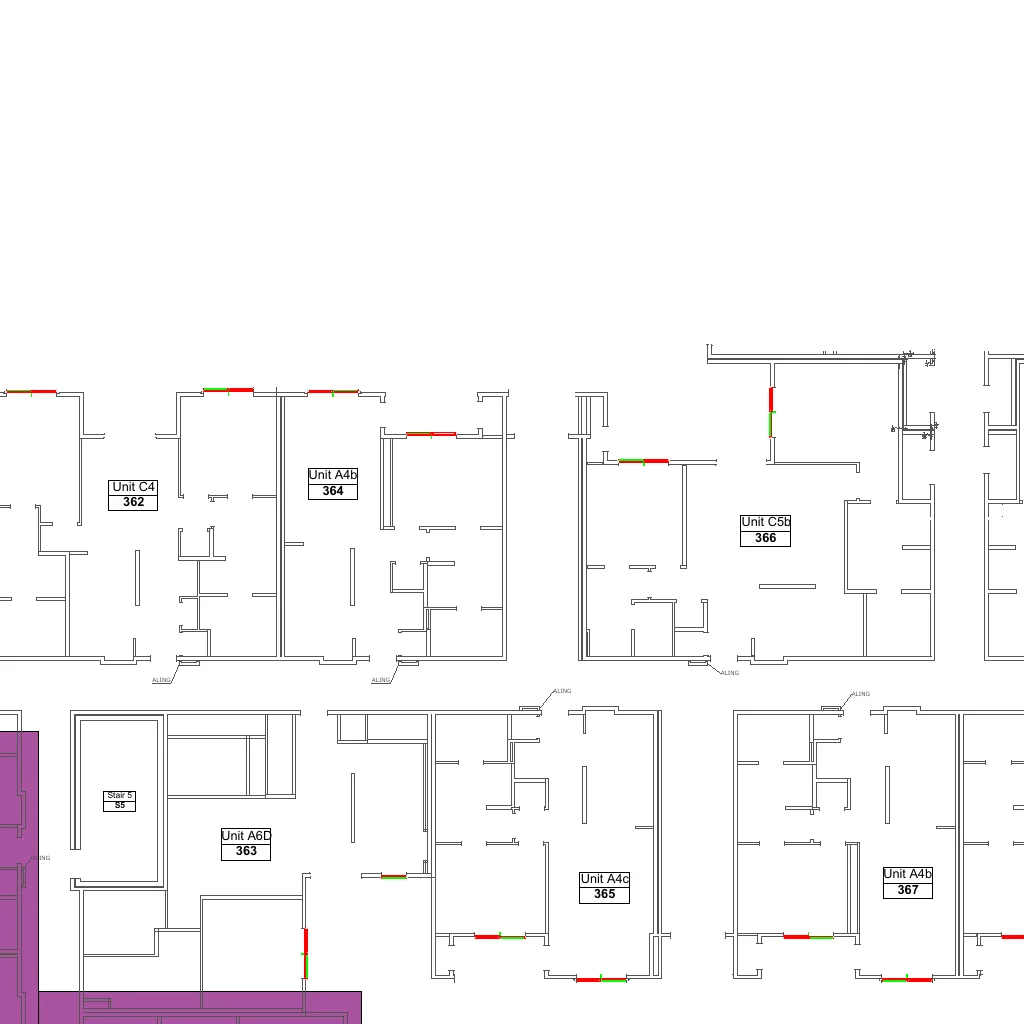 Unit A4b
364
Unit C4
362
Unit C5b
366
ALING
ALING
ALING
ALING
ALING
Stair 5
S5
Unit A6D
363
ALING
Unit A4c
365
Unit A4b
367